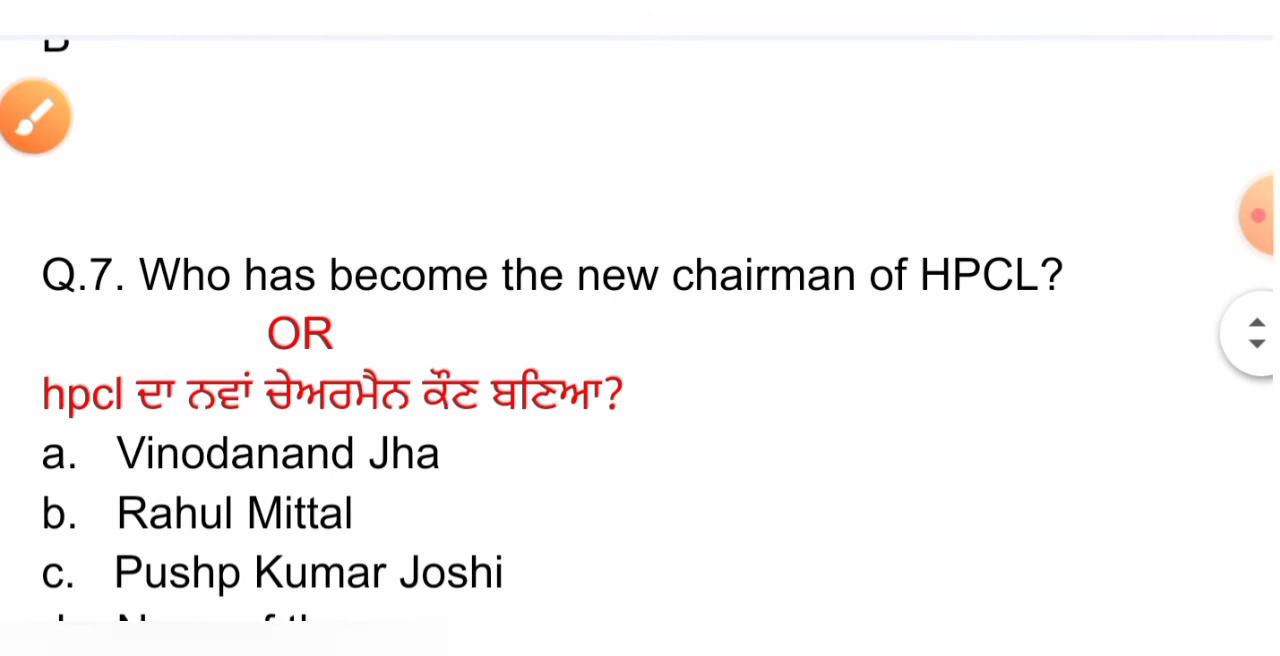 Q.7. Who has become the new chairman of HPCL?
OR
hpcl ਦਾ ਨਵਾਂ ਚੇਅਰਮੈਨ ਕੌਣ ਬਣਿਆ?
a. Vinodanand Jha
b. Rahul Mittal
c. Pushp Kumar Joshi